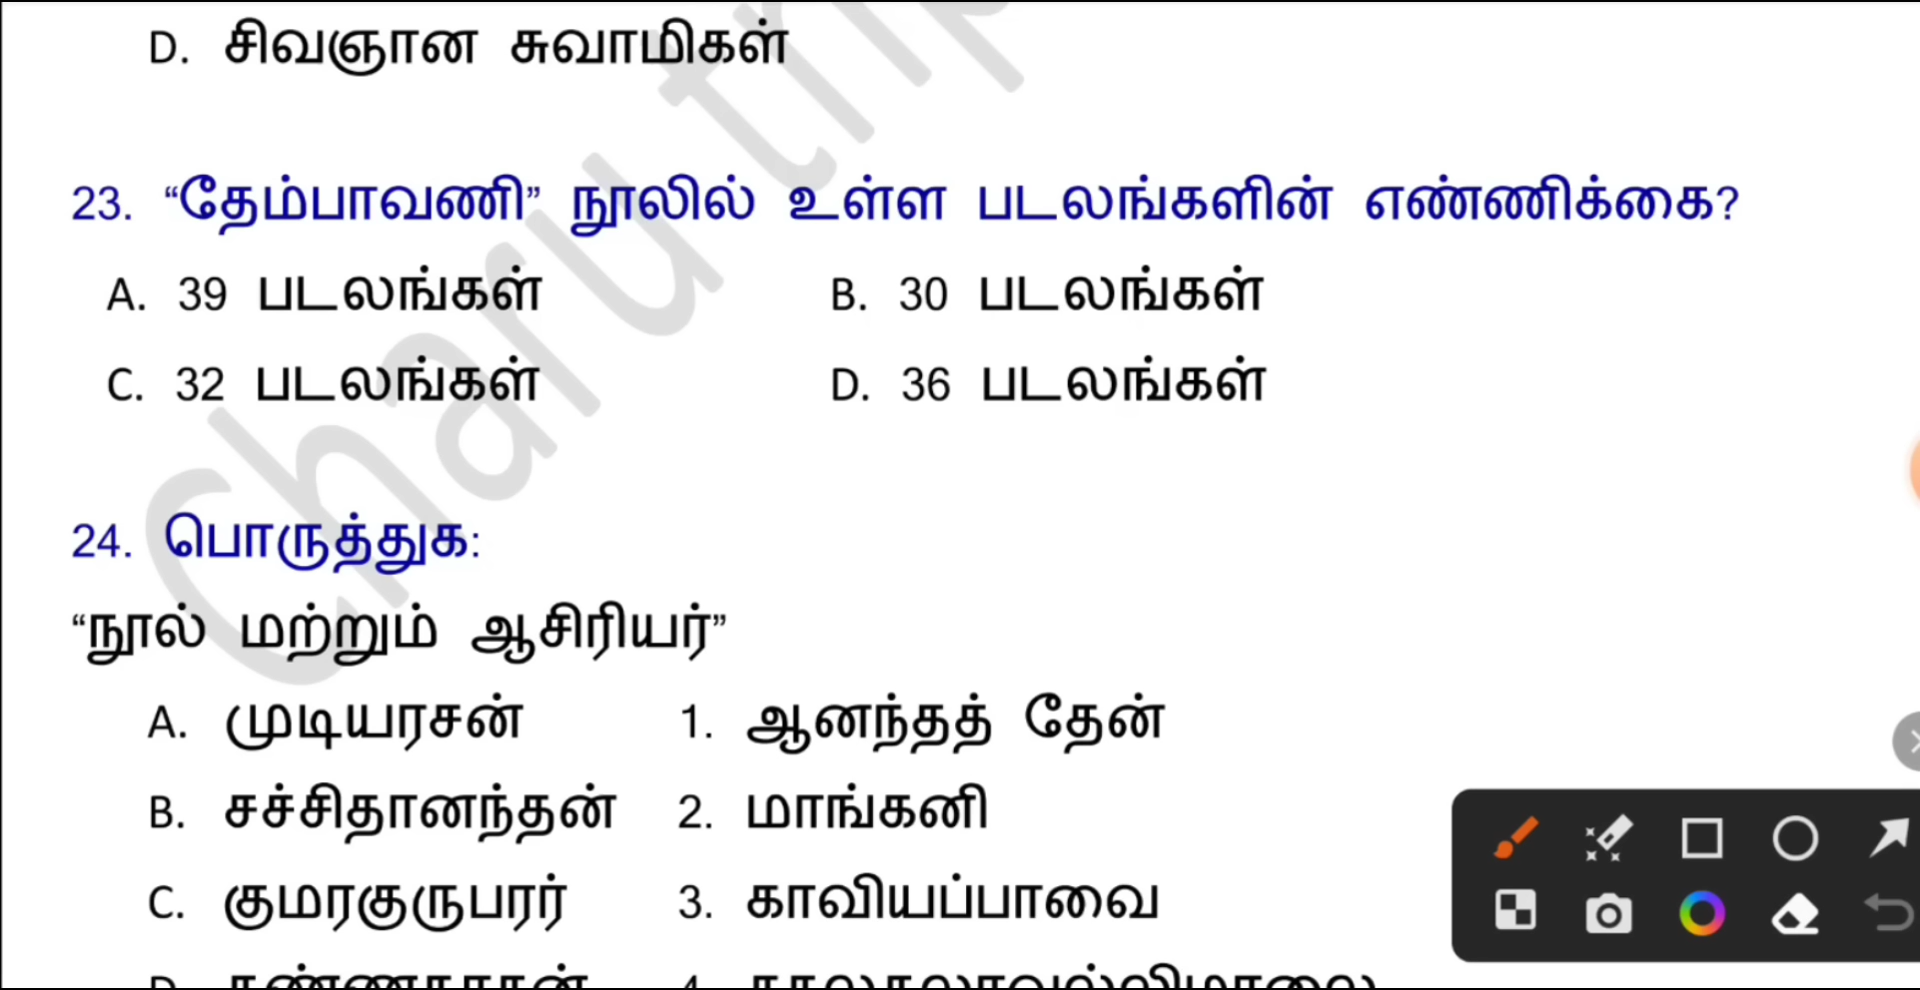 D. சிவஞான சுவாமிகள்
23. “தேம்பாவணி” நூலில் உள்ள படலங்களின் எண்ணிக்கை?
A. 39 படலங்கள் B. 30 படலங்கள்
C. 32 படலங்கள் D. 36 படலங்கள்
24. பொருத்துக:
“நூல் மற்றும் ஆசிரியர்”
A. முடியரசன் 1. ஆனந்தத் தேன்
B. சச்சிதானந்தன் 2. மாங்கனி
C. குமரகுருபரர் 3. காவியப்பாவை
Charu